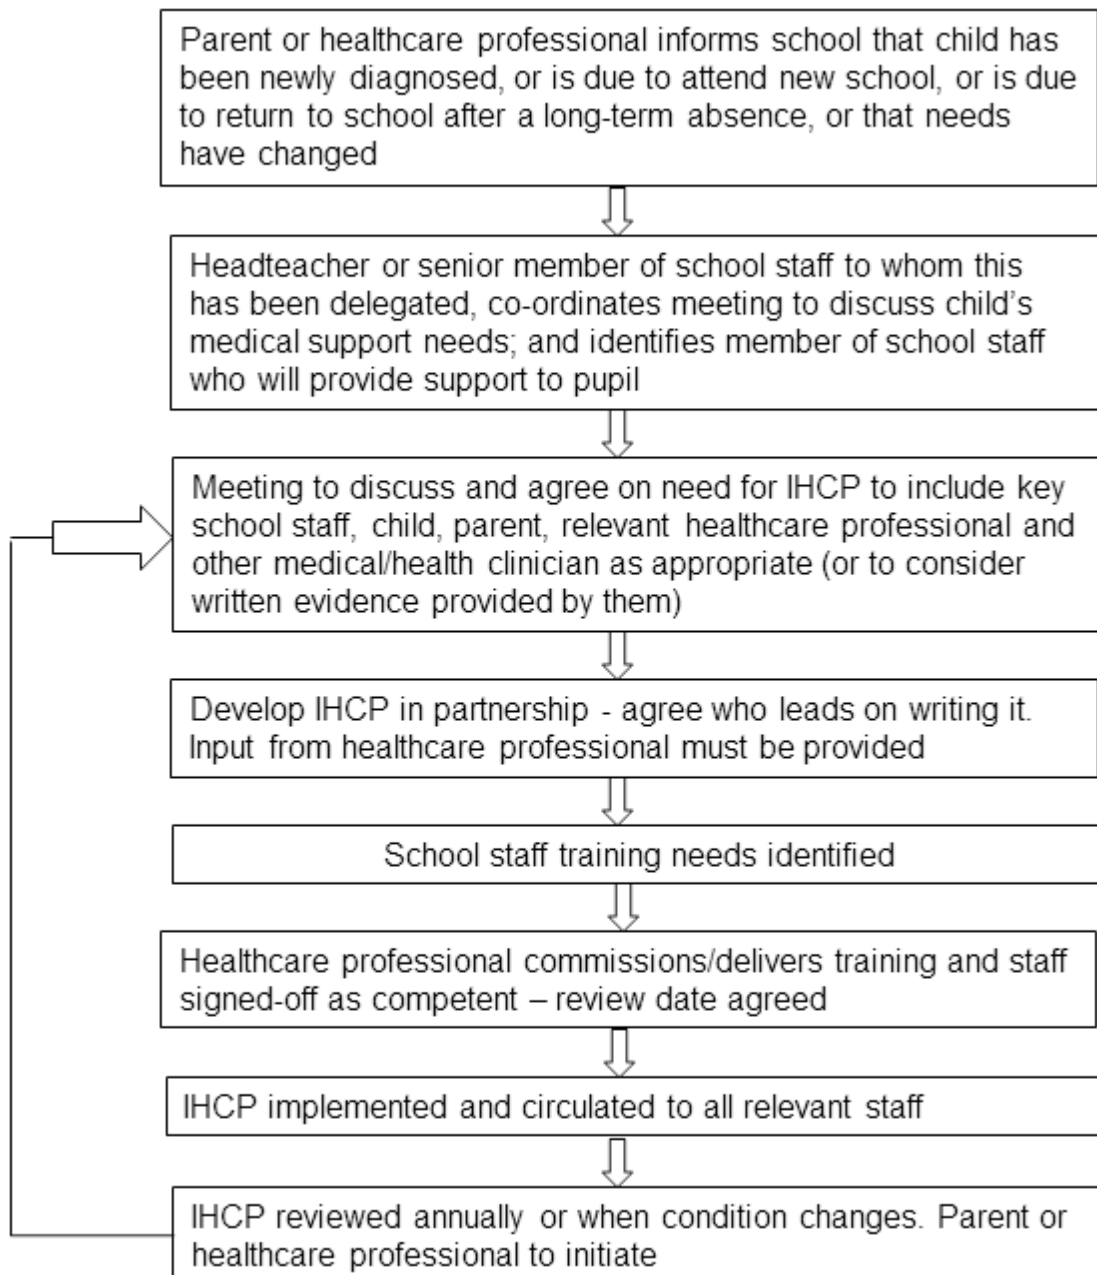 Parent or healthcare professional informs school that child has
been newly diagnosed, or is due to attend new school, or is due
to return to school after a long-term absence, or that needs
have changed
Headteacher or senior member of school staff to whom this
has been delegated, co-ordinates meeting to discuss child's
medical support needs; and identifies member of school staff
who will provide support to pupil
Meeting to discuss and agree on need for IHCP to include key
school staff, child, parent, relevant healthcare professional and
other medical/health clinician as appropriate (or to consider
written evidence provided by them)
Develop IHCP in partnership - agree who leads on writing it.
Input from healthcare professional must be provided
School staff training needs identified
Healthcare professional commissions/delivers training and staff
signed-off as competent – review date agreed
IHCP implemented and circulated to all relevant staff
IHCP reviewed annually or when condition changes. Parent or
healthcare professional to initiate